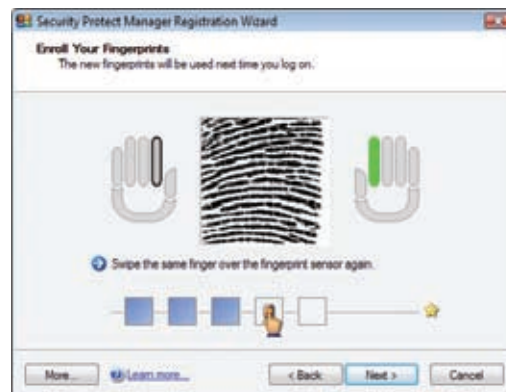 Security Protect Manager Registration Wizard
Enroll Your Fingerprints
The new fingerprints will be used next time you log on.
Swipe the same finger over the fingerprint sensor again.
More... Learn more... < Back Next > Cancel